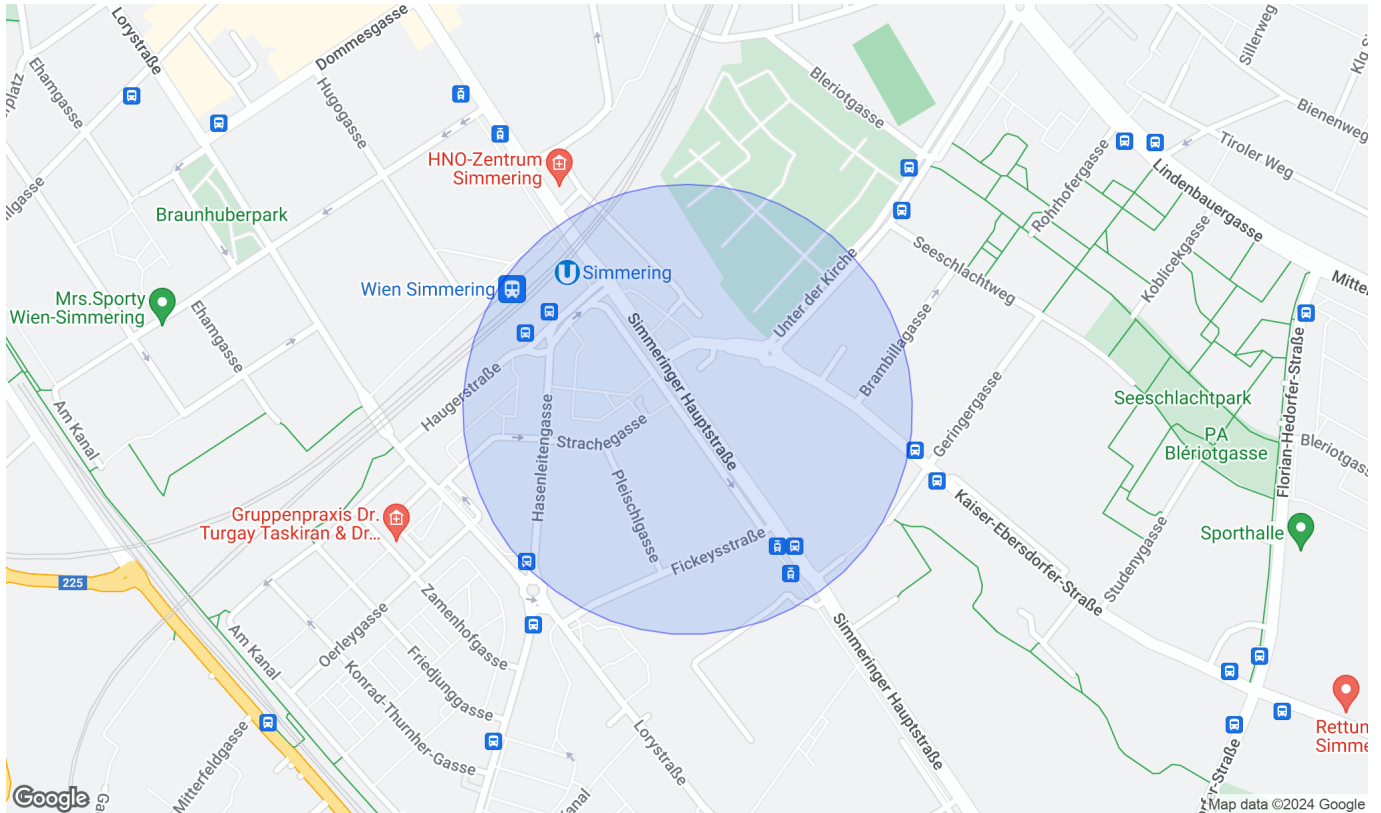 Lorystraße
Dommesgasse
Ehamgasse
Hugogasse
HNO-Zentrum
Simmering
Braunhuberpark
Mrs.Sporty
Wien-Simmering
Ehamgasse
Wien Simmering
U
Simmering
Bleriotgasse
Sillerweg
Bienenweg
Tiroler Weg
Lindenbauergasse
Rohrhofergasse
Koblicekgasse
Seeschlachtweg
Unter der Kirche
Brambillagasse
Geringergasse
Seeschlachtpark
PA
Blériotgasse
Florian-Hedorfer-Straße
Sporthalle
Studenygasse
Kaiser-Ebersdorfer-Straße
Simmeringer Hauptstraße
Haugerstraße
Hasenleitengasse
Strachegasse
Pleischlgasse
Fickeysstraße
Am Kanal
Gruppenpraxis Dr.
Turgay Taskiran & Dr...
225
Zamenhofgasse
Oerleygasse
Am Kanal
Friedjunggasse
Konrad-Thurnher-Gasse
Mitterfeldgasse
Lorystraße
Simmeringer Hauptstraße
Google
Map data ©2024 Google